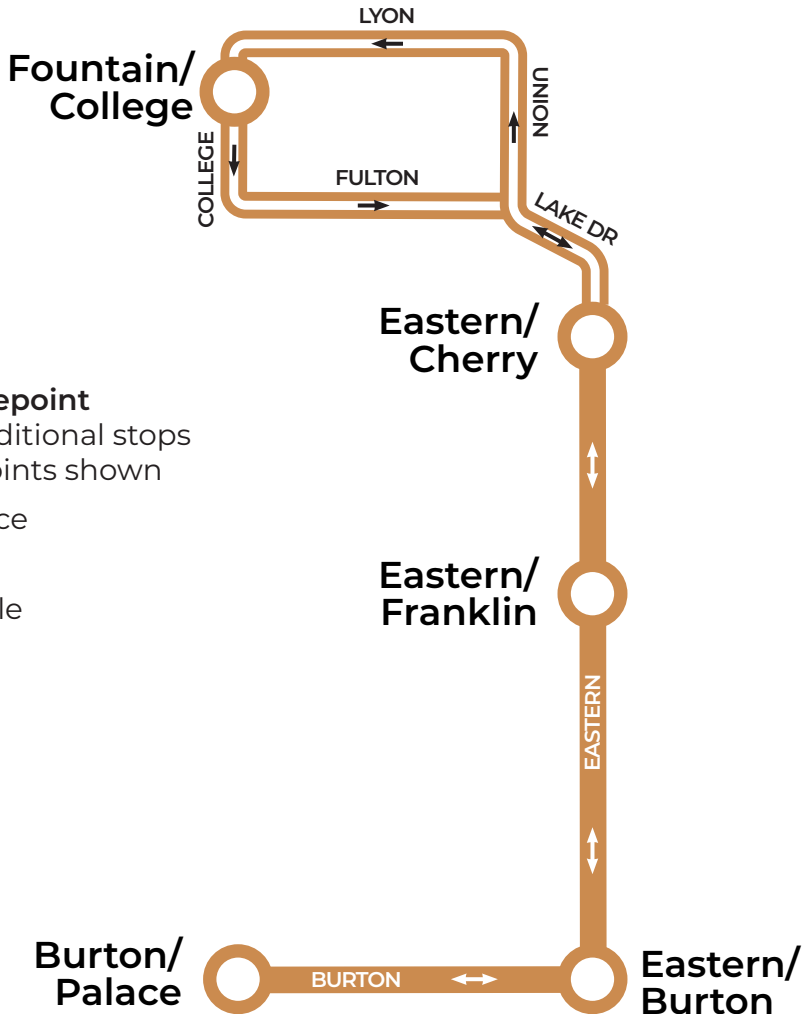 LYON
Fountain/
College
UNION
COLLEGE
FULTON
LAKE DR
Eastern/
Cherry
epoint
ditional stops
oints shown
ce
le
Eastern/
Franklin
EASTERN
Burton/
Palace
BURTON
Eastern/
Burton